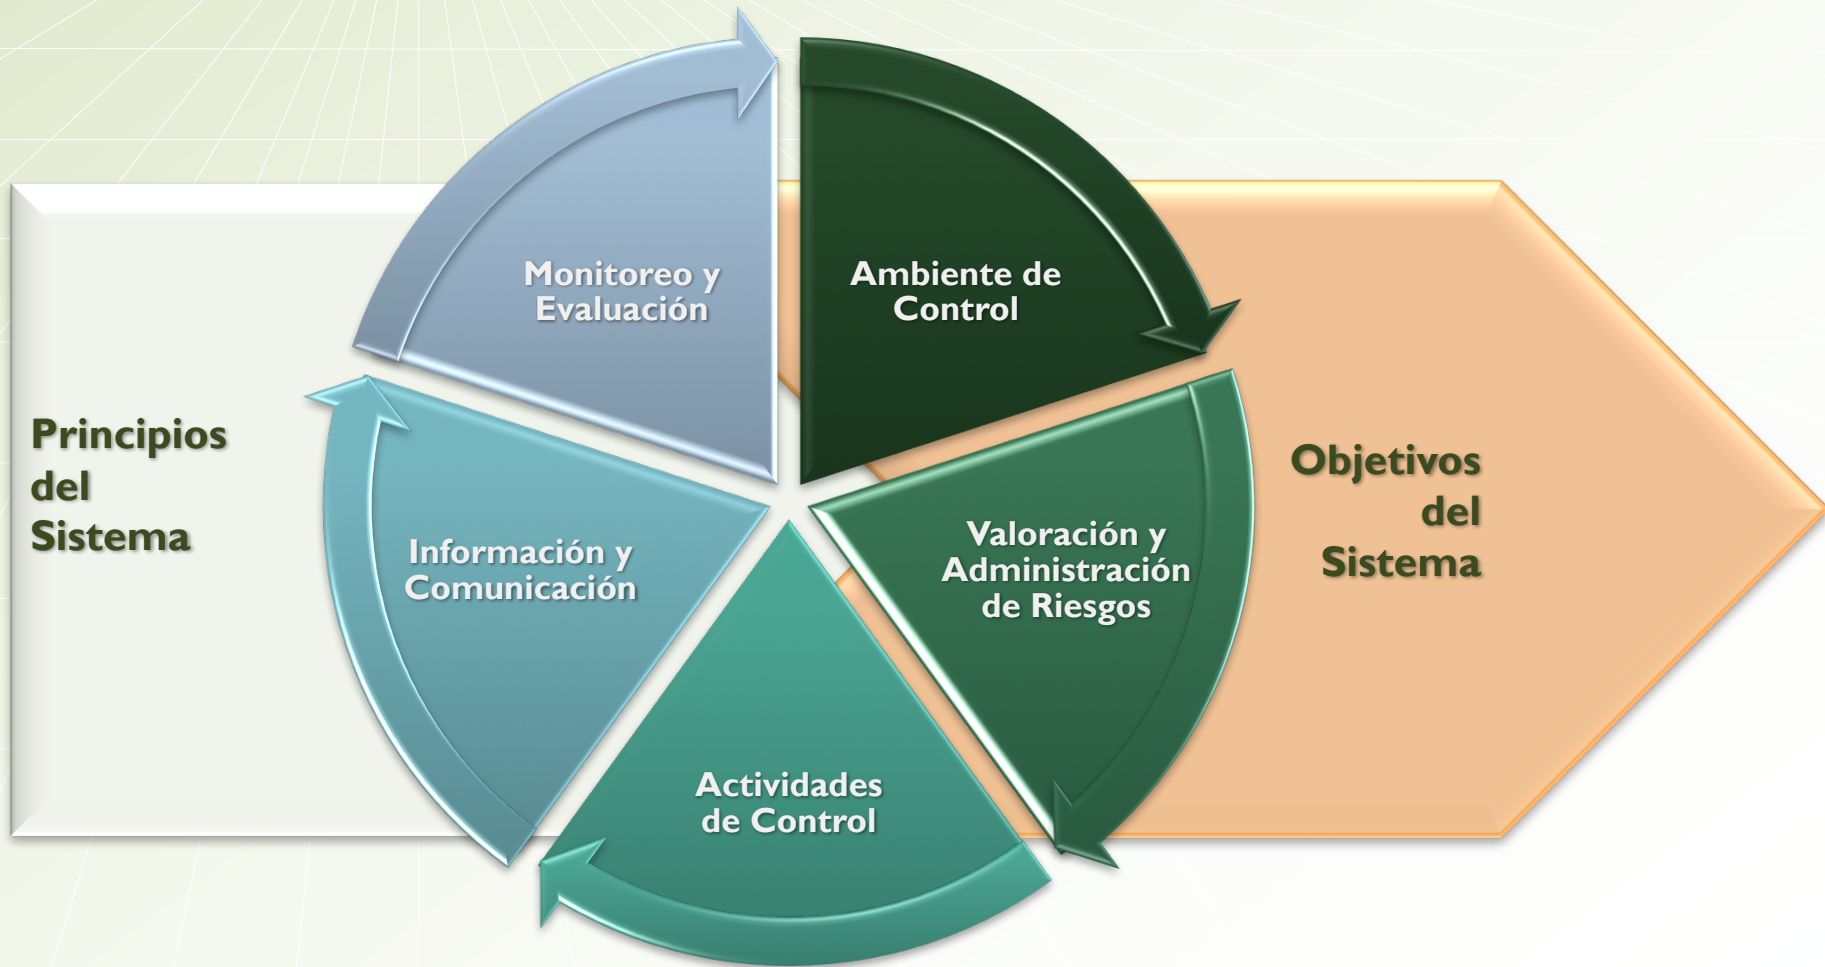 Principios
del
Sistema
Monitoreo y
Evaluación
Ambiente de
Control
Valoración y
Administración
de Riesgos
Actividades
de Control
Información y
Comunicación
Objetivos
del
Sistema